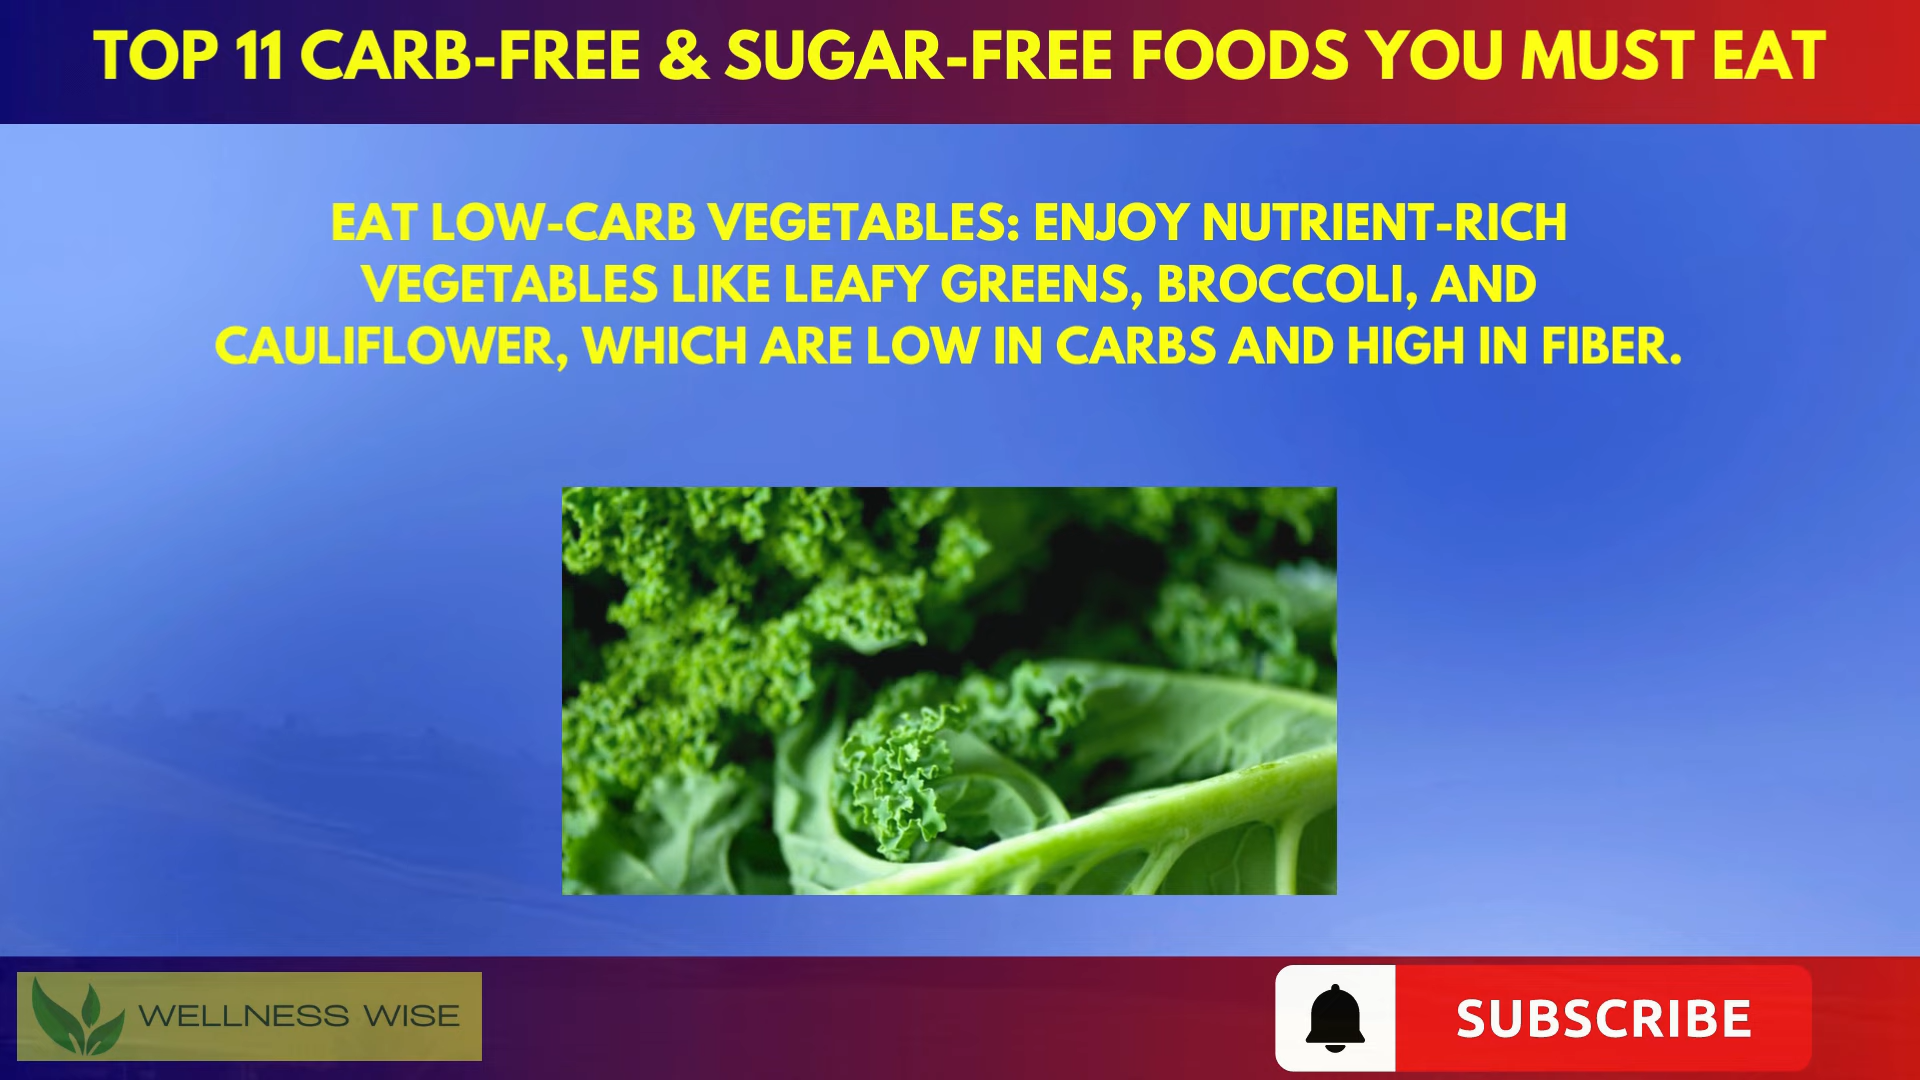 TOP 11 CARB-FREE & SUGAR-FREE FOODS YOU MUST EAT
EAT LOW-CARB VEGETABLES: ENJOY NUTRIENT-RICH
VEGETABLES LIKE LEAFY GREENS, BROCCOLI, AND
CAULIFLOWER, WHICH ARE LOW IN CARBS AND HIGH IN FIBER.
WELLNESS WISE
SUBSCRIBE